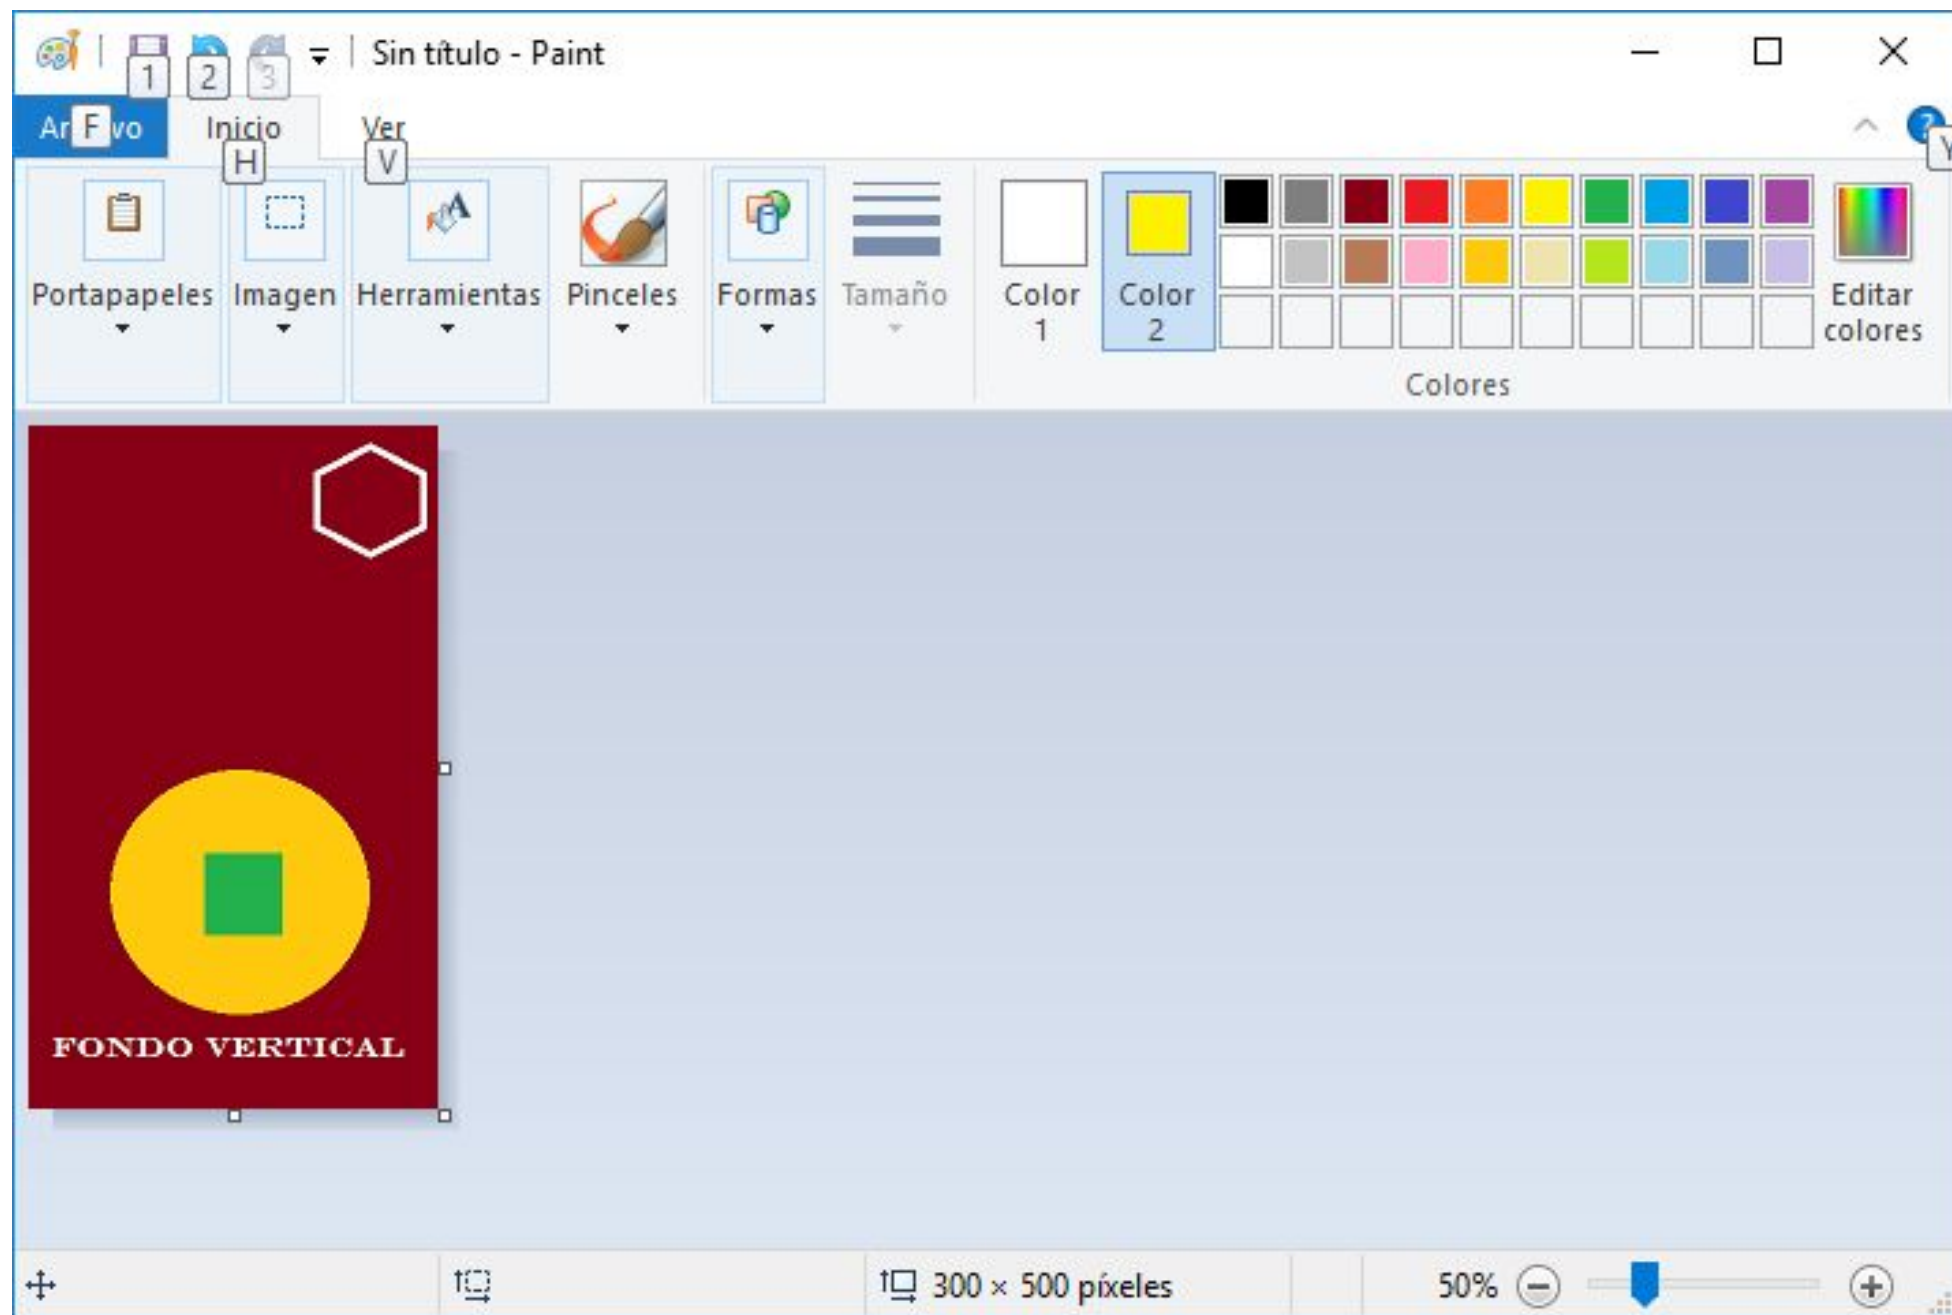 Sin título - Paint
1 2 3
Ar F vo Inicio Ver
H V Y
Portapapeles Imagen Herramientas Pinceles Formas Tamaño Color 1 Color 2 Editar colores
Colores
FONDO VERTICAL
300 × 500 píxeles 50%